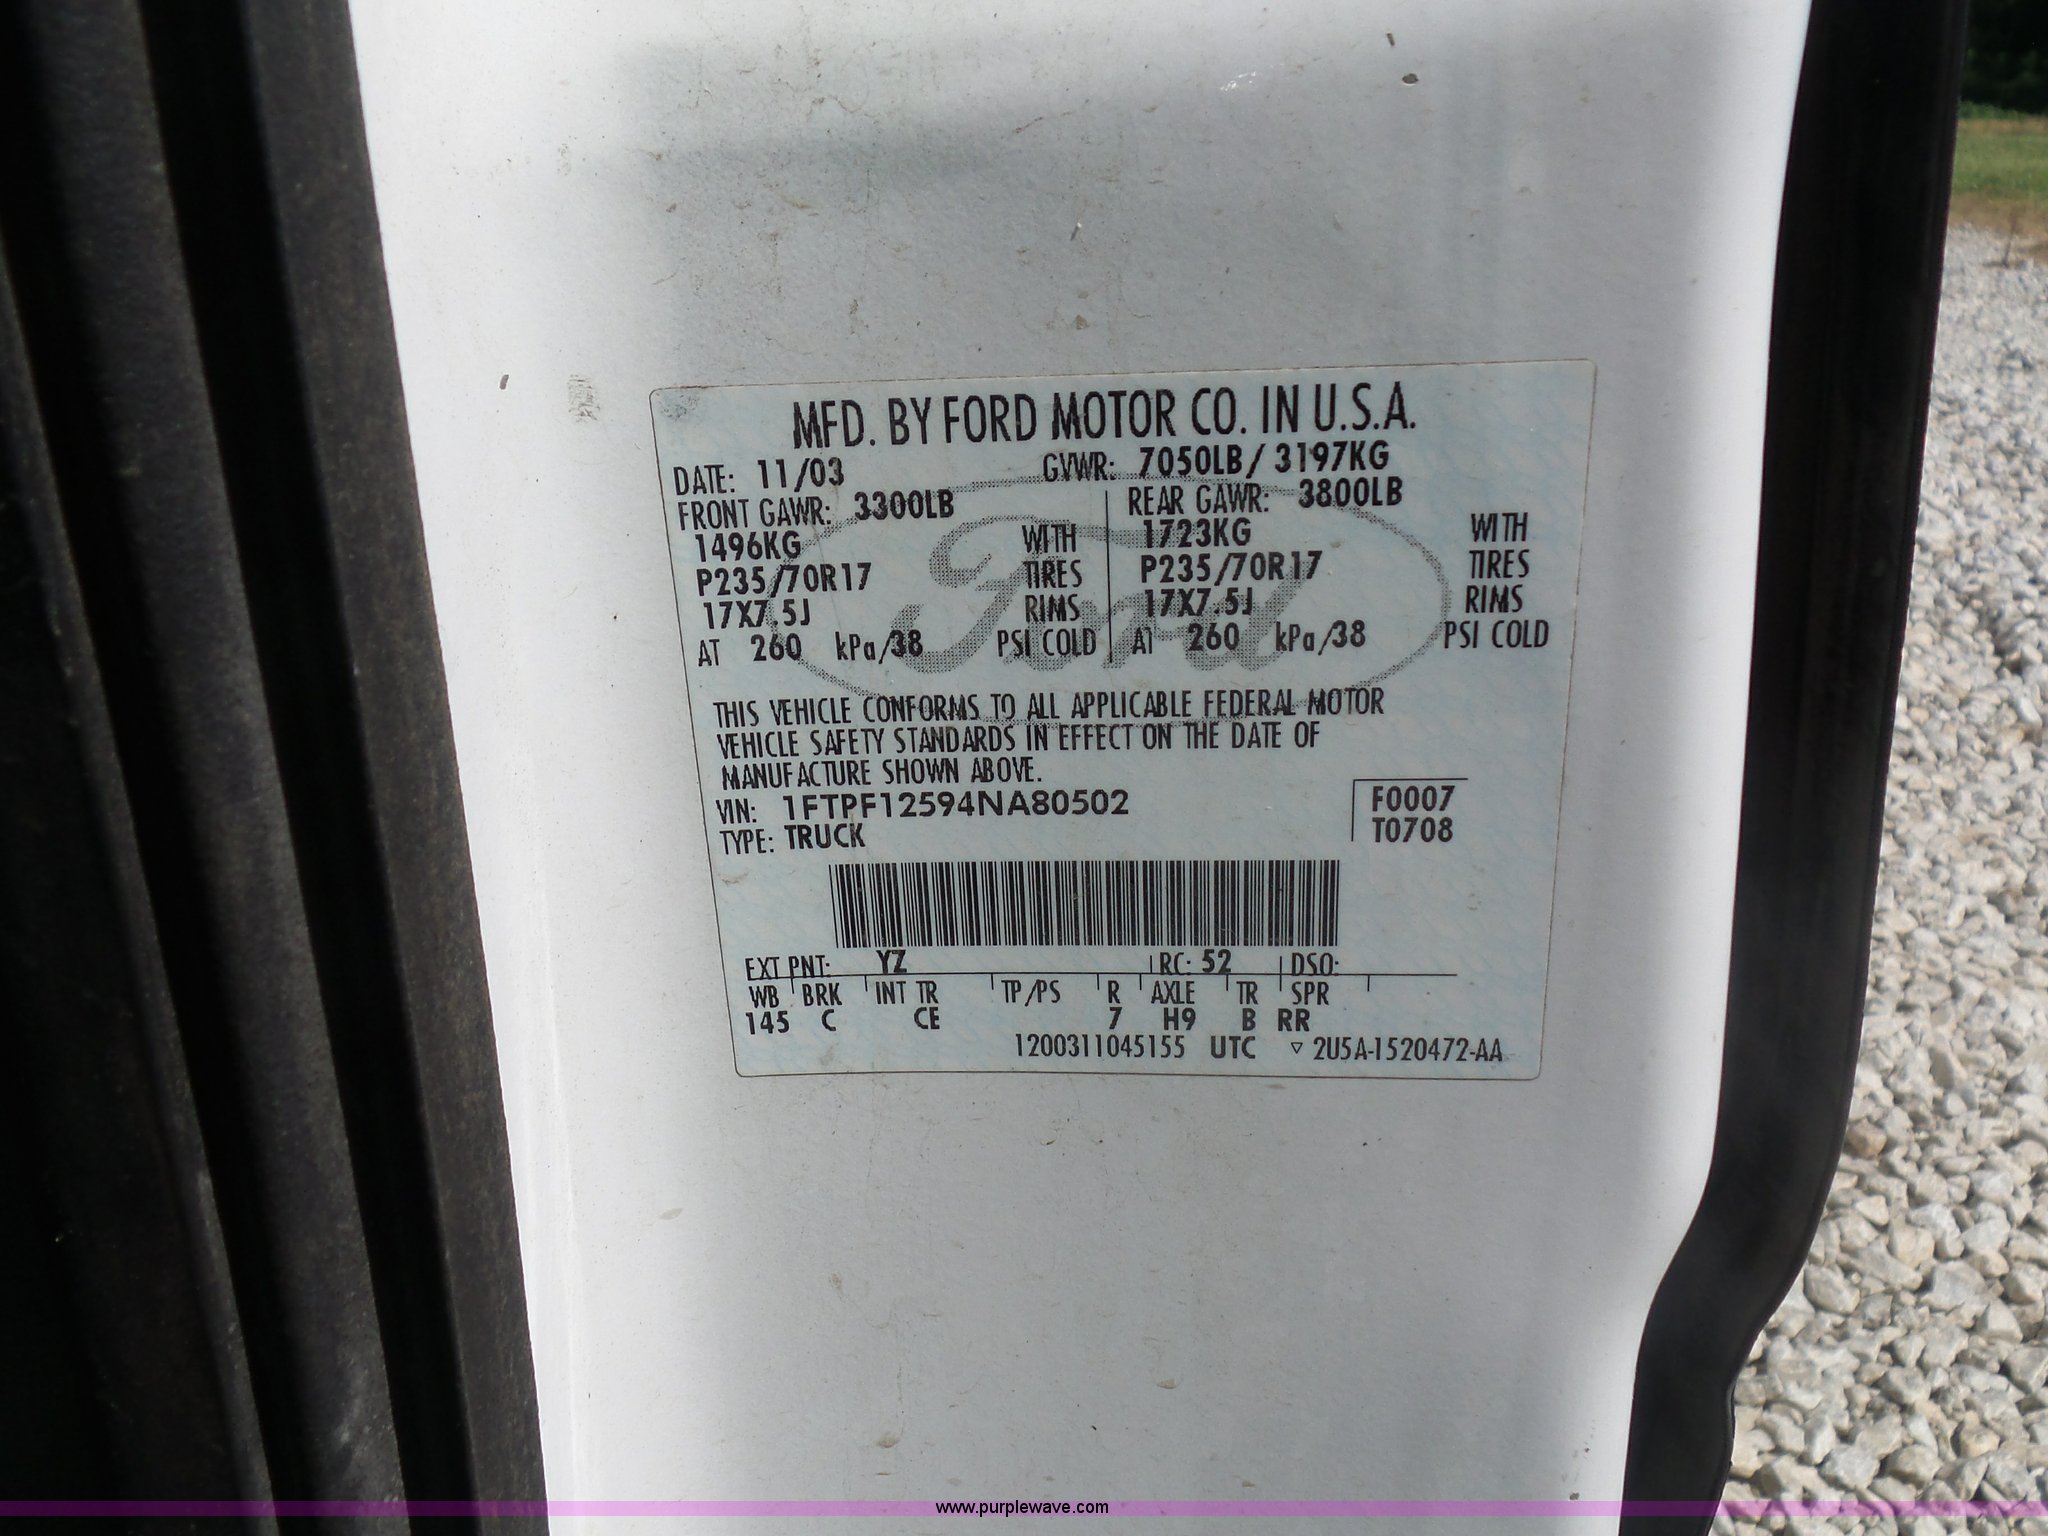 MFD. BY FORD MOTOR CO. IN U.S.A.
DATE: 11/03 GVWR: 7050LB / 3197KG
FRONT GAWR: 3300LB REAR GAWR: 3800LB
1496KG WITH 1723KG WITH
P235/70R17 TIRES P235/70R17 TIRES
17X7.5J RIMS 17X7.5J RIMS
AT 260 kPa/38 PSI COLD AT 260 kPa/38 PSI COLD
Ford
THIS VEHICLE CONFORMS TO ALL APPLICABLE FEDERAL MOTOR
VEHICLE SAFETY STANDARDS IN EFFECT ON THE DATE OF
MANUFACTURE SHOWN ABOVE.
VIN: 1FTPF12594NA80502 F0007
TYPE: TRUCK T0708
EXT PNT: YZ RC: 52 DSO:
WB BRK INT TR TP/PS R AXLE TR SPR
145 C CE 7 H9 B RR
1200311045155 UTC ▽ 2U5A-1520472-AA
www.purplewave.com